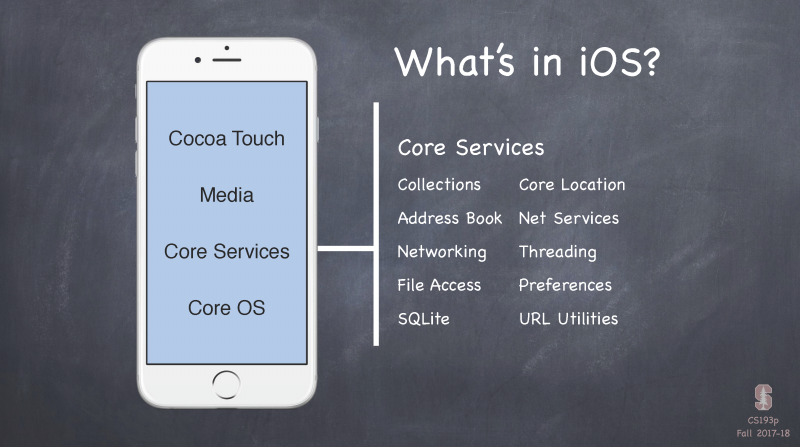 What's in iOS?
Cocoa Touch
Media
Core Services
Core OS
Core Services
Collections
Core Location
Address Book
Net Services
Networking
Threading
File Access
Preferences
SQLite
URL Utilities
S
CS193p
Fall 2017-18